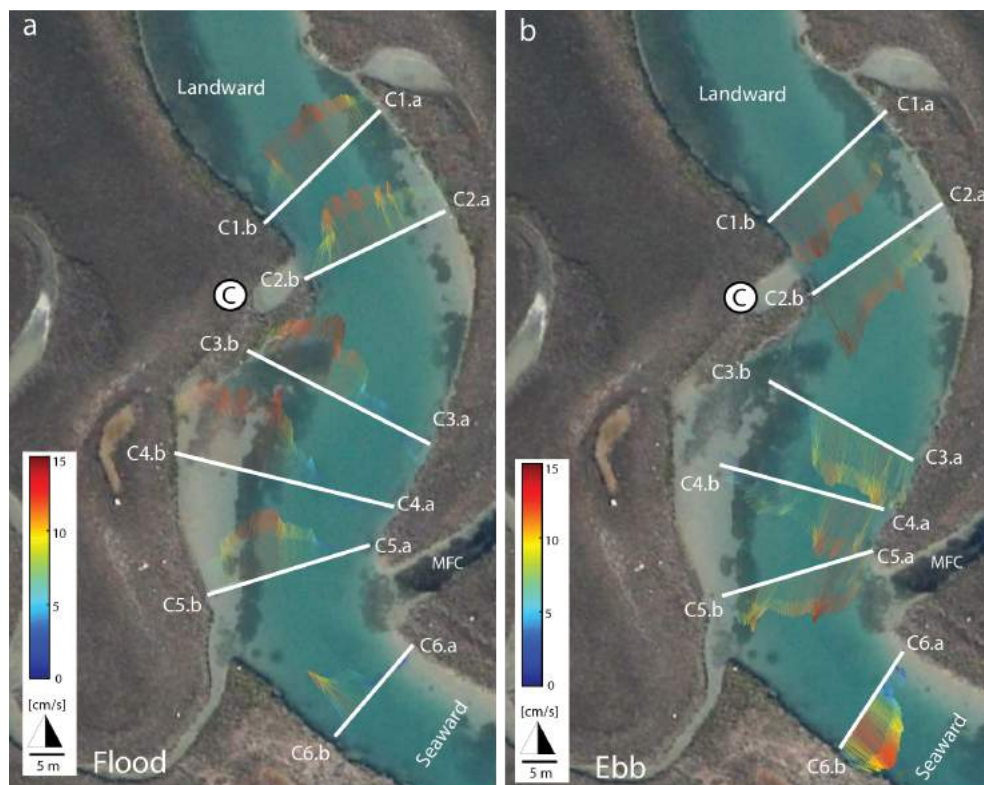 a
Landward
C1.a
C1.b
C2.a
C2.b
C
C3.b
C3.a
C4.b
C4.a
C5.a
C5.b
MFC
C6.a
C6.b
Seaward
15
10
5
0
[cm/s]
5 m
Flood
b
Landward
C1.a
C1.b
C2.a
C2.b
C
C3.b
C3.a
C4.b
C4.a
C5.a
MFC
C5.b
C6.a
C6.b
Seaward
15
10
5
0
[cm/s]
5 m
Ebb